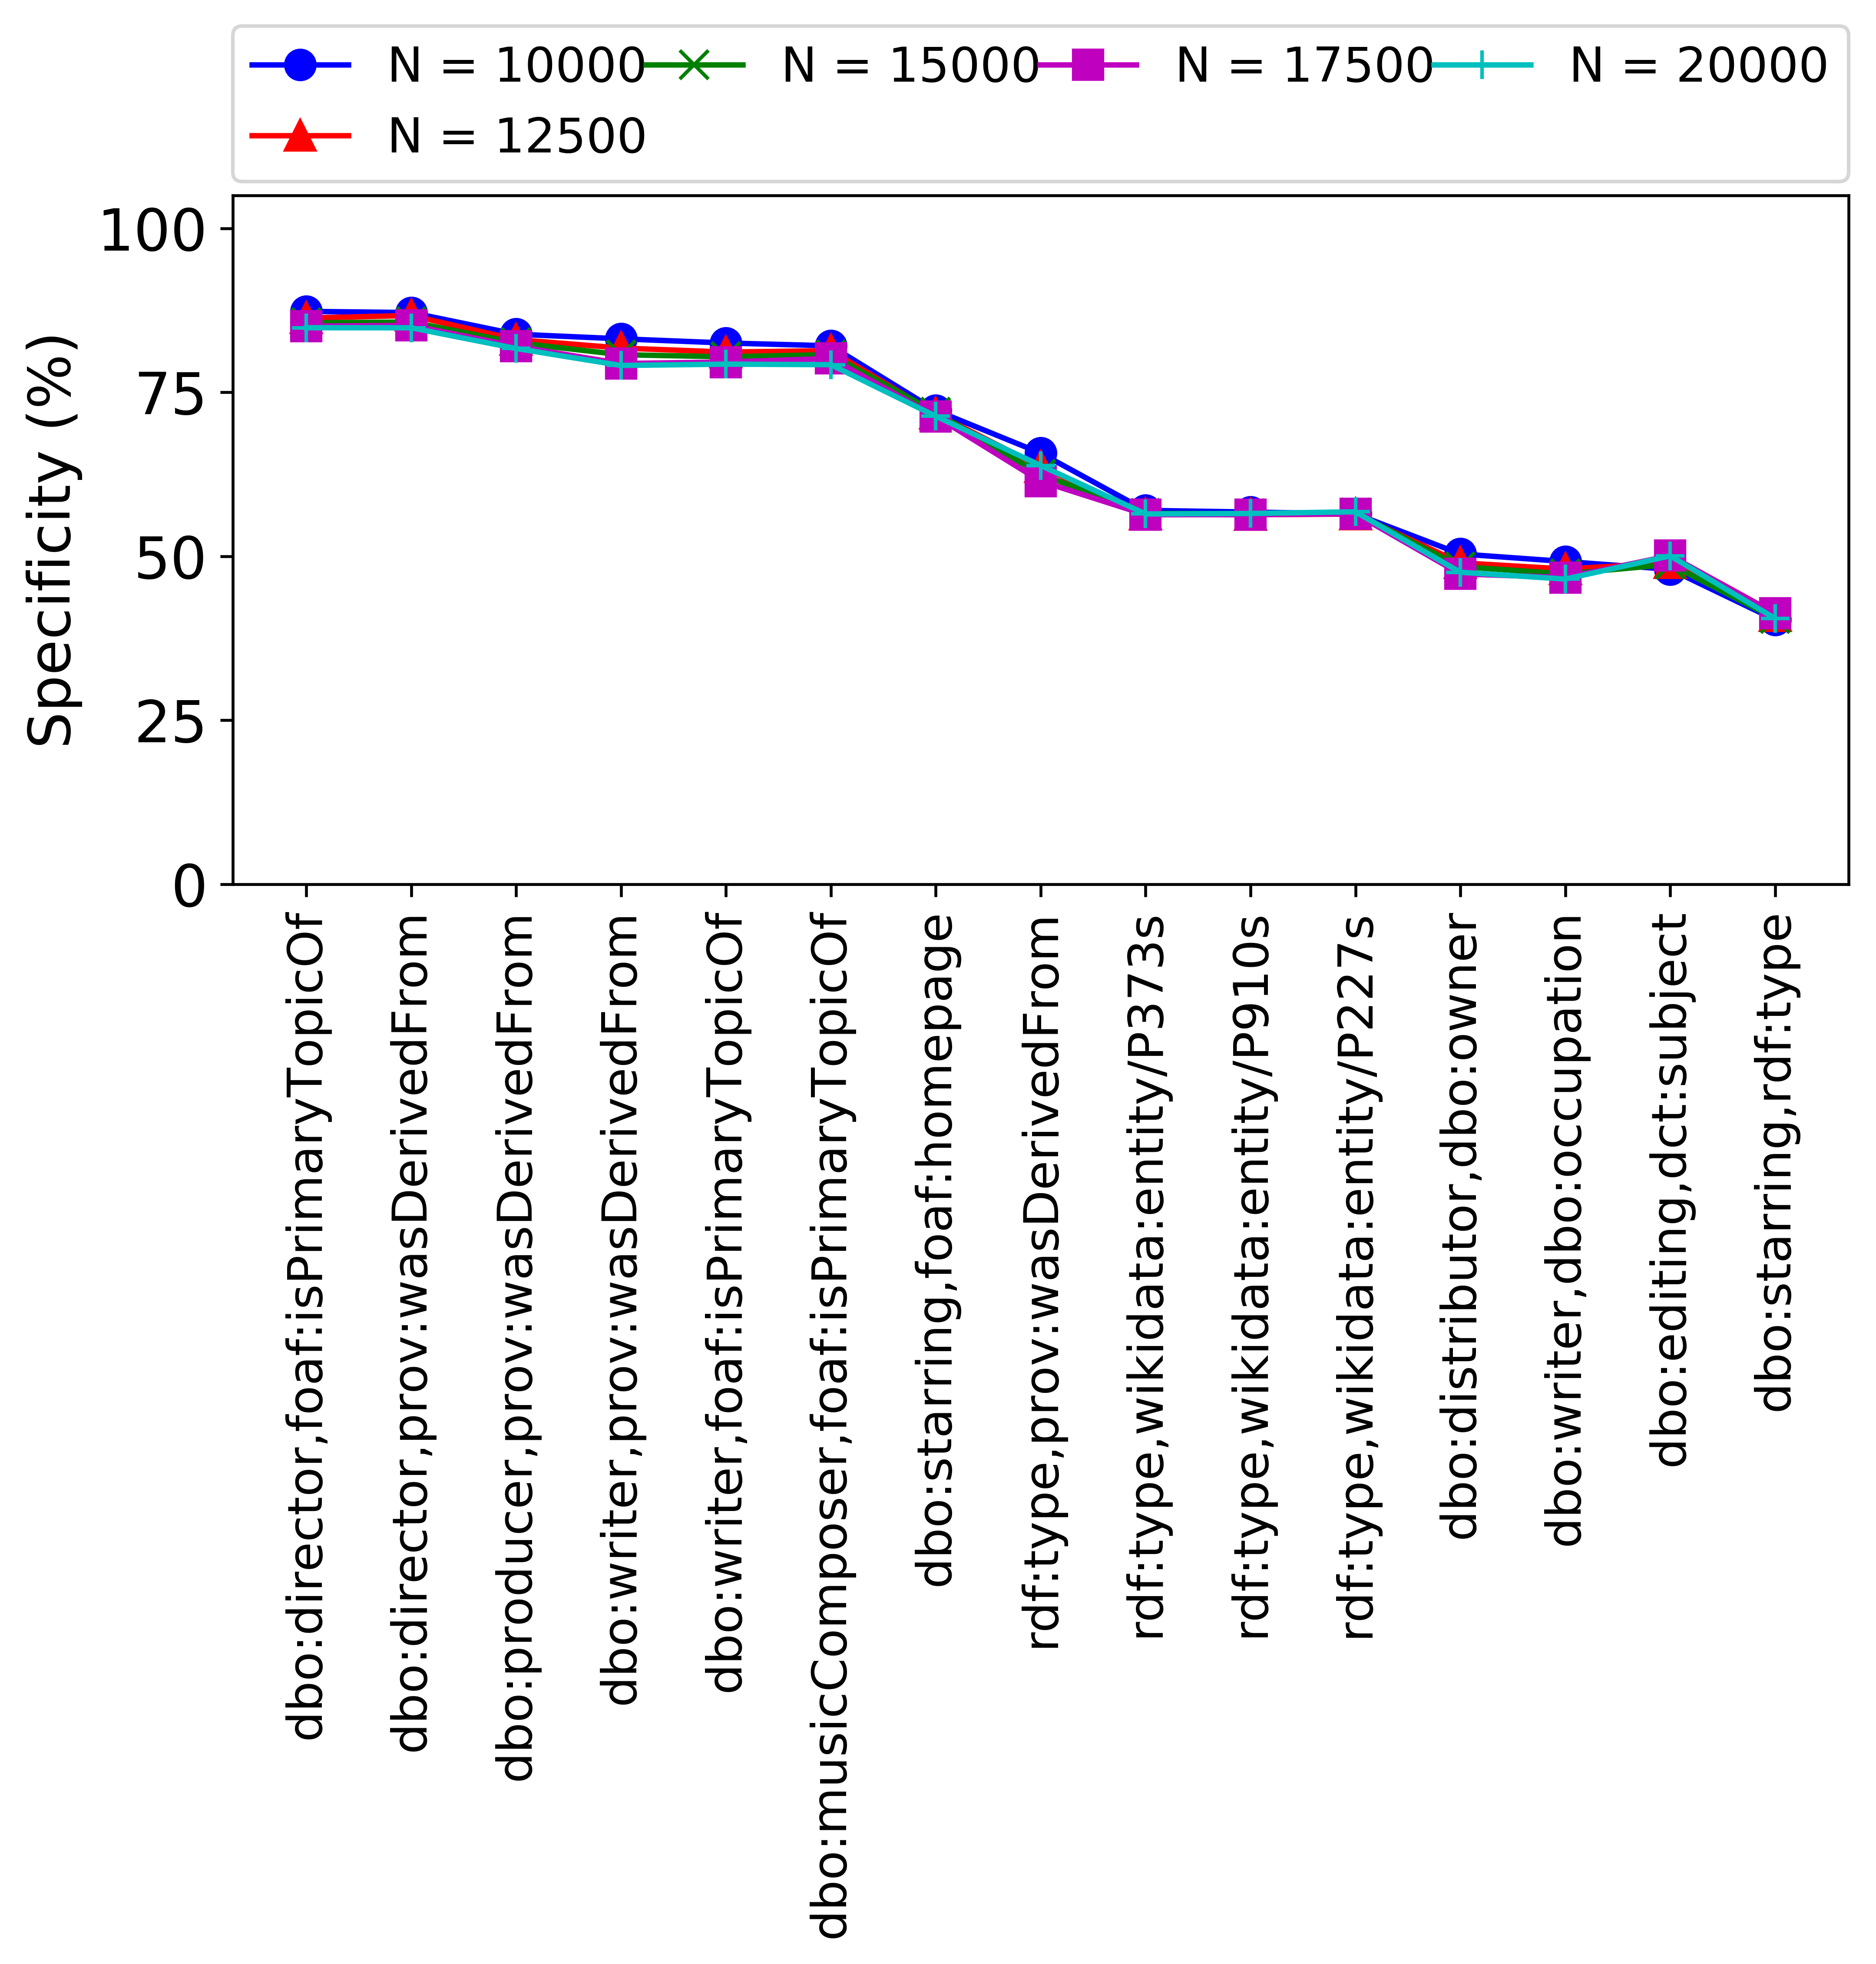 N = 10000 N = 15000 N = 17500 N = 20000
N = 12500
100
75
50
25
0
Specificity (%)
dbo:director,foaf:isPrimaryTopicOf
dbo:director,prov:wasDerivedFrom
dbo:producer,prov:wasDerivedFrom
dbo:writer,prov:wasDerivedFrom
dbo:writer,foaf:isPrimaryTopicOf
dbo:musicComposer,foaf:isPrimaryTopicOf
dbo:starring,foaf:homepage
rdf:type,prov:wasDerivedFrom
rdf:type,wikidata:entity/P373s
rdf:type,wikidata:entity/P910s
rdf:type,wikidata:entity/P227s
dbo:distributor,dbo:owner
dbo:writer,dbo:occupation
dbo:editing,dct:subject
dbo:starring,rdf:type